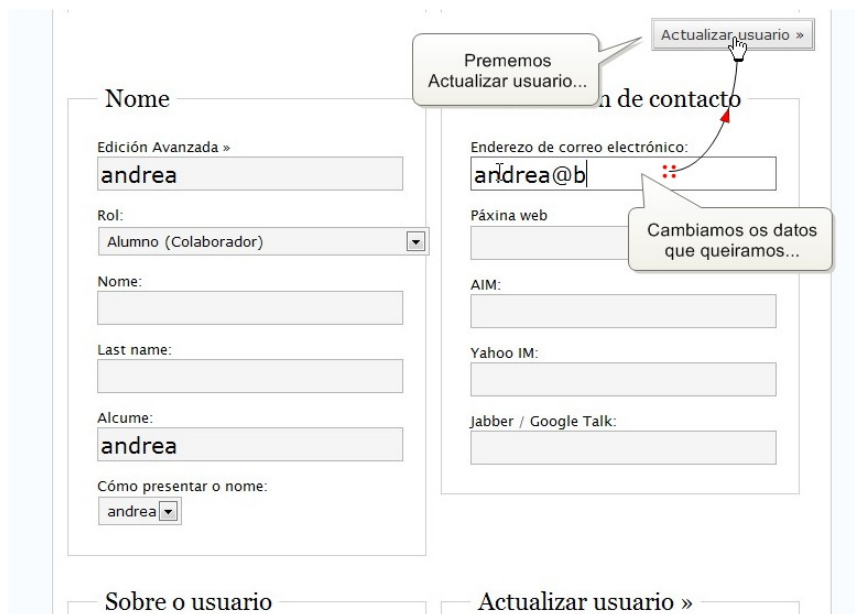 Actualizar usuario »
Prememos
Actualizar usuario...
Nome
Edición Avanzada »
andrea
Rol:
Alumno (Colaborador)
Nome:
Last name:
Alcume:
andrea
Cómo presentar o nome:
andrea
de contacto
Enderezo de correo electrónico:
andrea@b
Páxina web
Cambiamos os datos
que queiramos...
AIM:
Yahoo IM:
Jabber / Google Talk:
Sobre o usuario
Actualizar usuario »